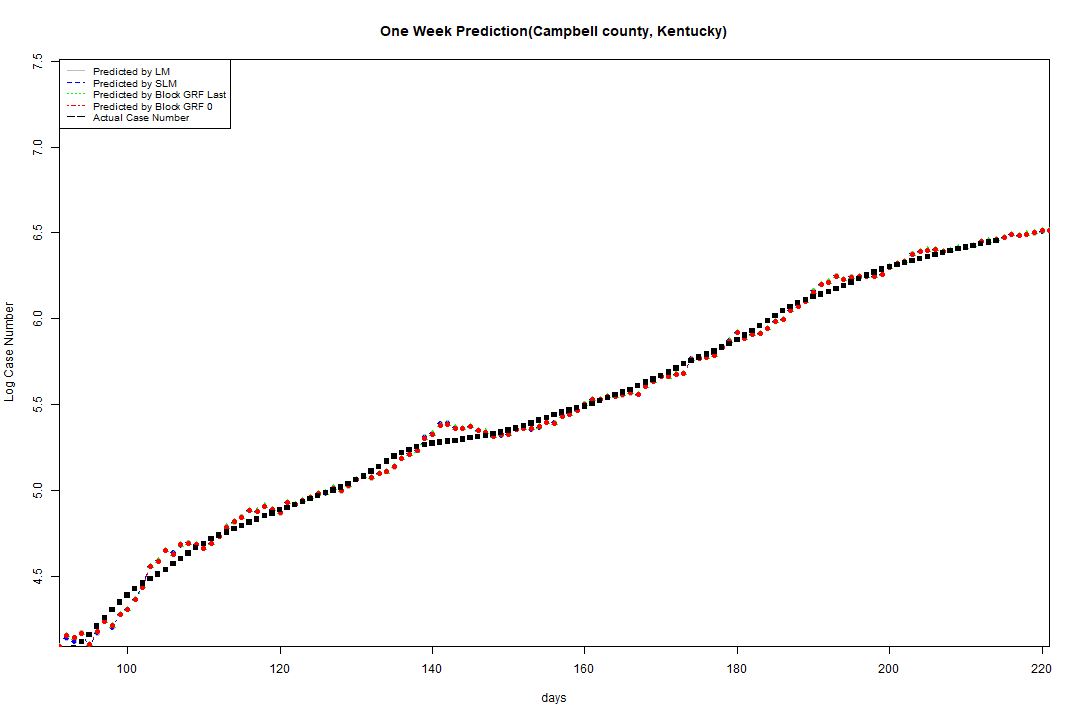 One Week Prediction(Campbell county, Kentucky)
Predicted by LM
Predicted by SLM
Predicted by Block GRF Last
Predicted by Block GRF 0
Actual Case Number
7.5
7.0
6.5
6.0
5.5
5.0
4.5
Log Case Number
100 120 140 160 180 200 220
days